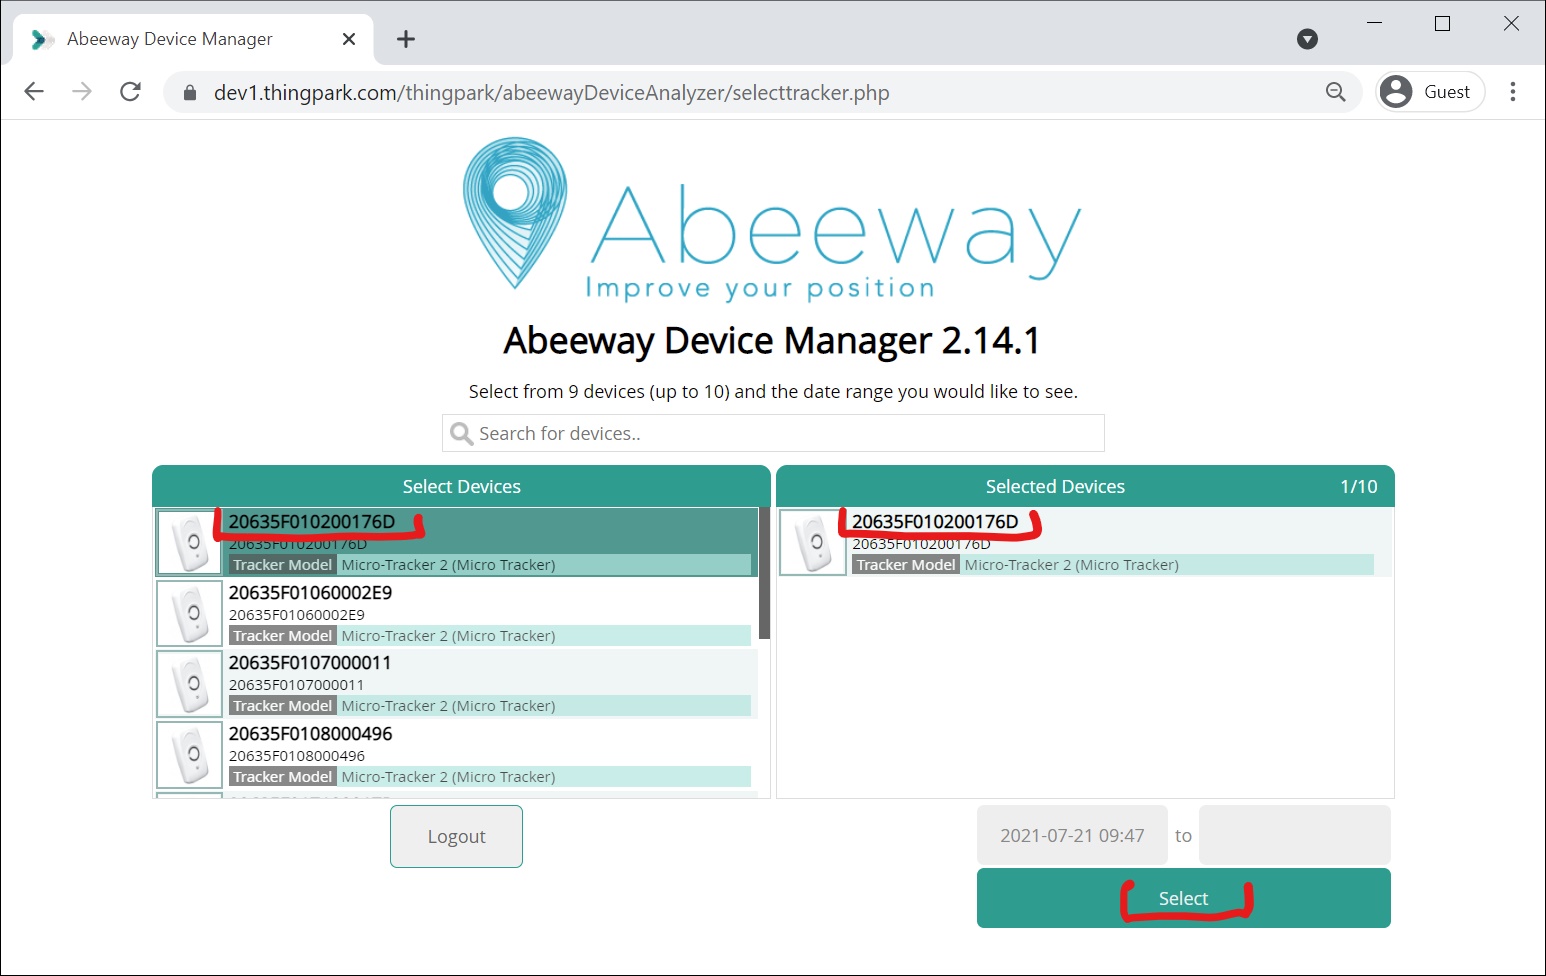 Abeeway Device Manager
dev1.thingpark.com/thingpark/abeewayDeviceAnalyzer/selecttracker.php
Guest
Abeeway
Improve your position
Abeeway Device Manager 2.14.1
Select from 9 devices (up to 10) and the date range you would like to see.
Search for devices..
Select Devices
20635F010200176D
20635F010200176D
Tracker Model Micro-Tracker 2 (Micro Tracker)
20635F01060002E9
20635F01060002E9
Tracker Model Micro-Tracker 2 (Micro Tracker)
20635F0107000011
20635F0107000011
Tracker Model Micro-Tracker 2 (Micro Tracker)
20635F0108000496
20635F0108000496
Tracker Model Micro-Tracker 2 (Micro Tracker)
Selected Devices 1/10
20635F010200176D
20635F010200176D
Tracker Model Micro-Tracker 2 (Micro Tracker)
Logout
2021-07-21 09:47 to
Select